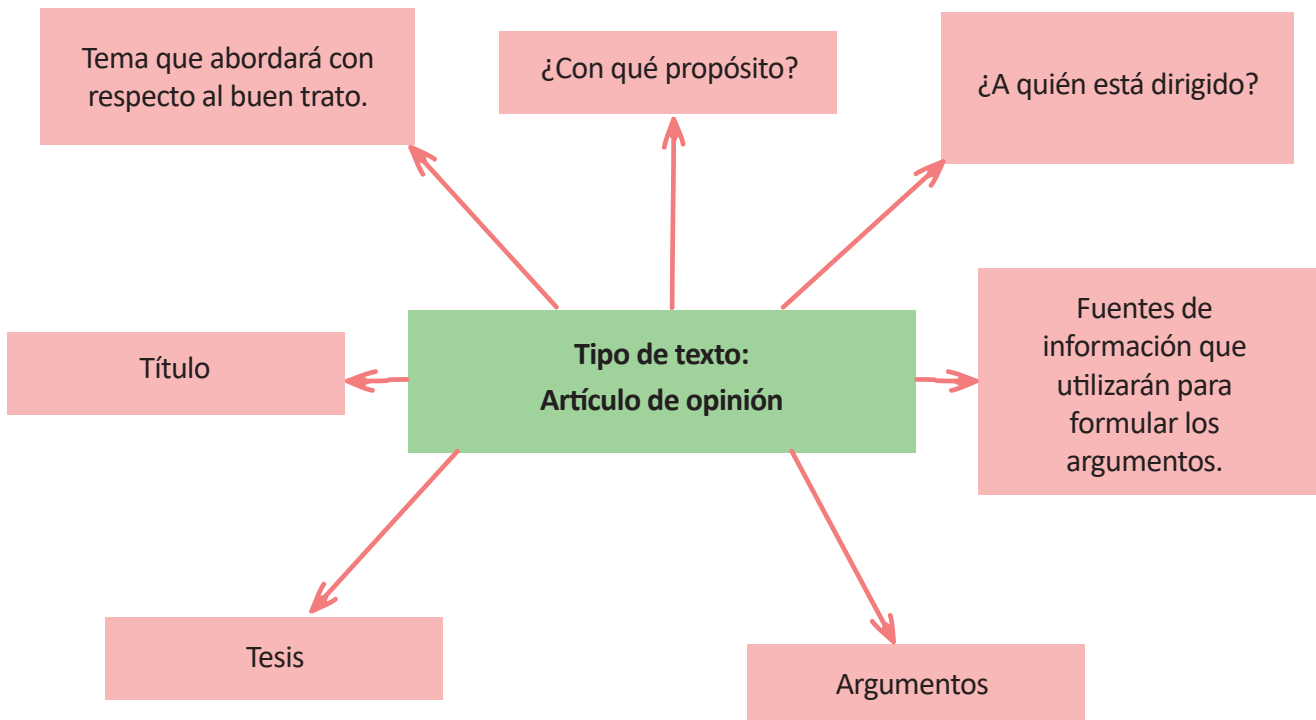 Tema que abordará con
respecto al buen trato.
¿Con qué propósito?
¿A quién está dirigido?
Título
Tipo de texto:
Artículo de opinión
Fuentes de
información que
utilizarán para
formular los
argumentos.
Tesis
Argumentos